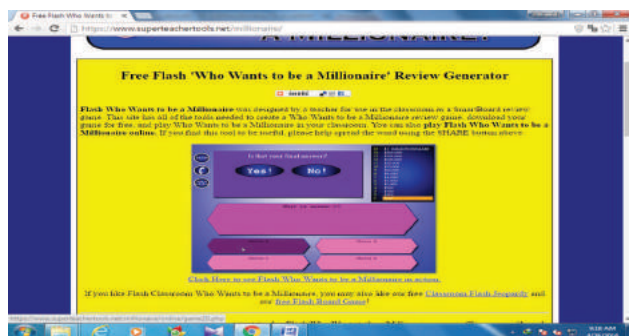 Free Flash Who Wants to
https://www.superteachertools.net/millionaire/
A MILLIONAIRE!
Free Flash 'Who Wants to be a Millionaire' Review Generator
Flash Who Wants to be a Millionaire was designed by a teacher for use in the classroom as a SmartBoard review
game. This site has all of the tools needed to create a Who Wants to be a Millionaire review game, download your
game for free, and play Who Wants to be a Millionaire in your classroom. You can also play Flash Who Wants to be a
Millionaire online. If you find this tool to be useful, please help spread the word using the SHARE button above.
Is that your final answer?
Yes! No!
Click Here to see Flash Who Wants to be a Millionaire in action.
If you like Flash Classroom Who Wants to be a Millionaire, you may also like our free Classroom Flash Jeopardy and
our free Flash Board Game!
9:18 AM